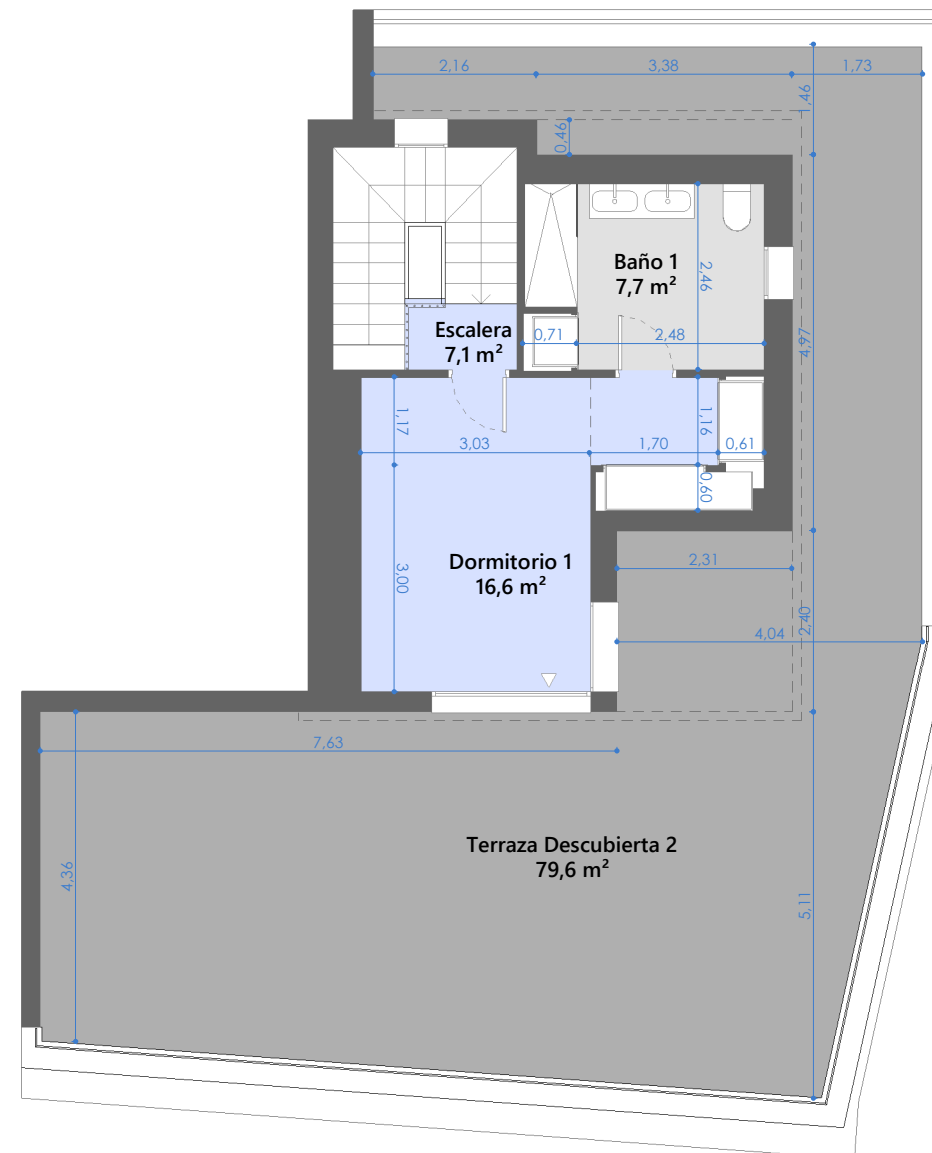 2,16
3,38
1,73
1,46
0,46
Baño 1
7,7 m²
2,46
Escalera
7,1 m²
0,71
2,48
4,97
1,17
3,03
1,70
1,16
0,61
0,60
Dormitorio 1
16,6 m²
3,00
2,31
2,40
4,04
7,63
Terraza Descubierta 2
79,6 m²
4,36
5,11